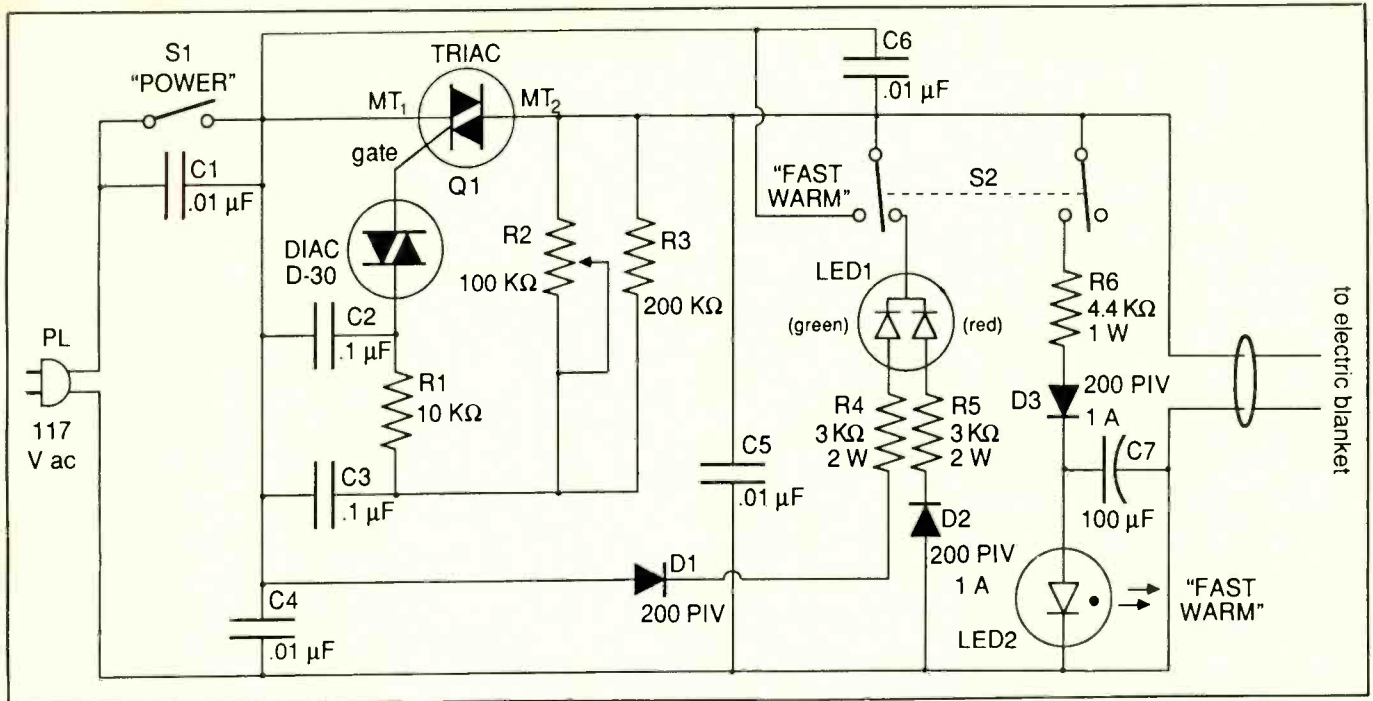 S1
"POWER"
C1
.01 µF
PL
117
V ac
TRIAC
MT1
MT2
gate
Q1
DIAC
D-30
C2
.1 µF
R1
10 KΩ
C3
.1 µF
C4
.01 µF
R2
100 KΩ
R3
200 KΩ
D1
200 PIV
C5
.01 µF
C6
.01 µF
"FAST
WARM"
S2
LED1
(green)
(red)
R4
3 KΩ
2 W
R5
3 KΩ
2 W
D2
200 PIV
1 A
R6
4.4 KΩ
1 W
D3
200 PIV
1 A
C7
100 µF
LED2
"FAST
WARM"
to electric blanket